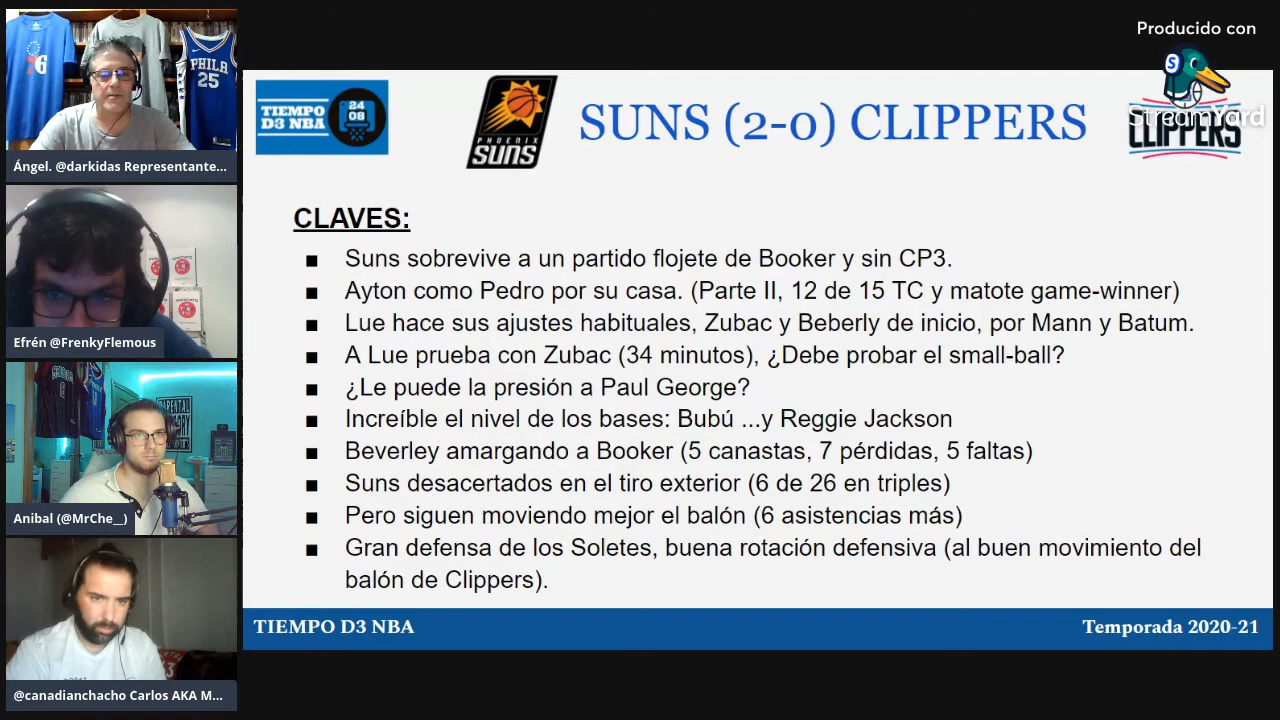 Producido con
StreamYard
PHILA
25
Ángel. @darkidas Representante...
Efrén @FrenkyFlemous
Anibal (@MrChe__)
@canadianchacho Carlos AKA M...
TIEMPO
D3 NBA
24
08
PHOENIX
SUNS
SUNS (2-0) CLIPPERS
CLIPPERS
CLAVES:
■ Suns sobrevive a un partido flojete de Booker y sin CP3.
■ Ayton como Pedro por su casa. (Parte II, 12 de 15 TC y matote game-winner)
■ Lue hace sus ajustes habituales, Zubac y Beberly de inicio, por Mann y Batum.
■ A Lue prueba con Zubac (34 minutos), ¿Debe probar el small-ball?
■ ¿Le puede la presión a Paul George?
■ Increíble el nivel de los bases: Bubú ...y Reggie Jackson
■ Beverley amargando a Booker (5 canastas, 7 pérdidas, 5 faltas)
■ Suns desacertados en el tiro exterior (6 de 26 en triples)
■ Pero siguen moviendo mejor el balón (6 asistencias más)
■ Gran defensa de los Soletes, buena rotación defensiva (al buen movimiento del
balón de Clippers).
TIEMPO D3 NBA
Temporada 2020-21